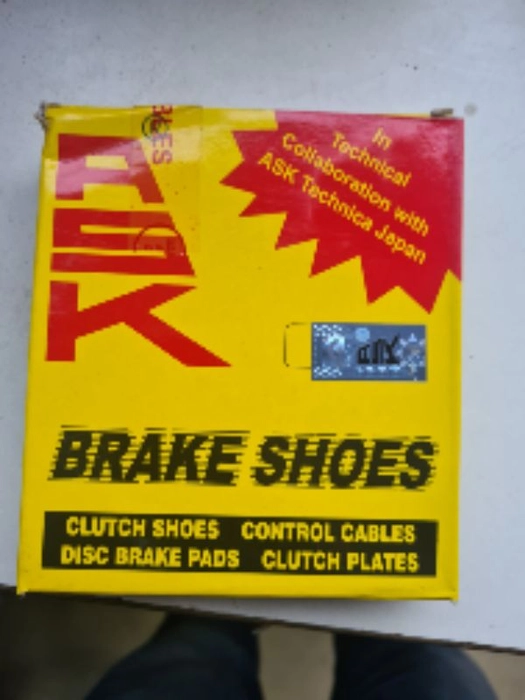 ASK
In
Technical
Collaboration with
ASK Technica Japan
ASK
BRAKE SHOES
CLUTCH SHOES CONTROL CABLES
DISC BRAKE PADS CLUTCH PLATES